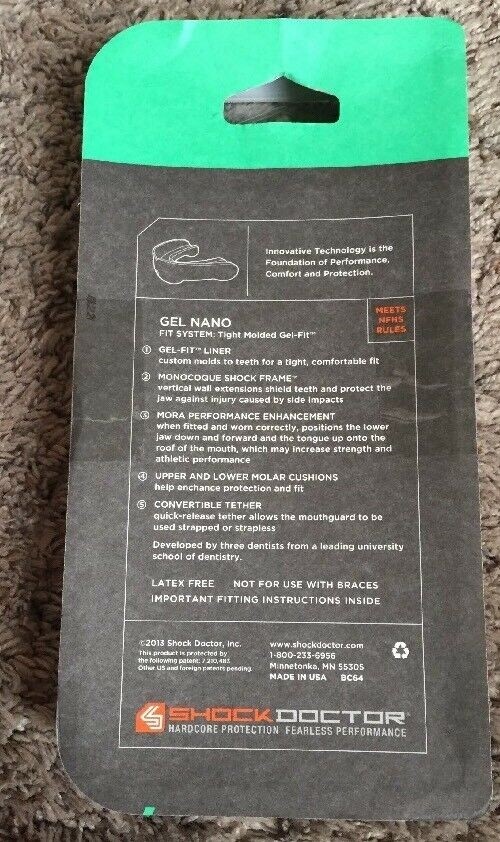 Innovative Technology is the
Foundation of Performance,
Comfort and Protection.
MEETS
NFHS
RULES
GEL NANO
FIT SYSTEM: Tight Molded Gel-Fit™
1 GEL-FIT™ LINER
custom molds to teeth for a tight, comfortable fit
2 MONOCOQUE SHOCK FRAME™
vertical wall extensions shield teeth and protect the
jaw against injury caused by side impacts
3 MORA PERFORMANCE ENHANCEMENT
when fitted and worn correctly, positions the lower
jaw down and forward and the tongue up onto the
roof of the mouth, which may increase strength and
athletic performance
4 UPPER AND LOWER MOLAR CUSHIONS
help enchance protection and fit
5 CONVERTIBLE TETHER
quick-release tether allows the mouthguard to be
used strapped or strapless
Developed by three dentists from a leading university
school of dentistry.
LATEX FREE NOT FOR USE WITH BRACES
IMPORTANT FITTING INSTRUCTIONS INSIDE
©2013 Shock Doctor, Inc.
This product is protected by
the following patent: 7,210,483
Other US and foreign patents pending.
www.shockdoctor.com
1-800-233-6956
Minnetonka, MN 55305
MADE IN USA BC64
SHOCK DOCTOR
HARDCORE PROTECTION FEARLESS PERFORMANCE